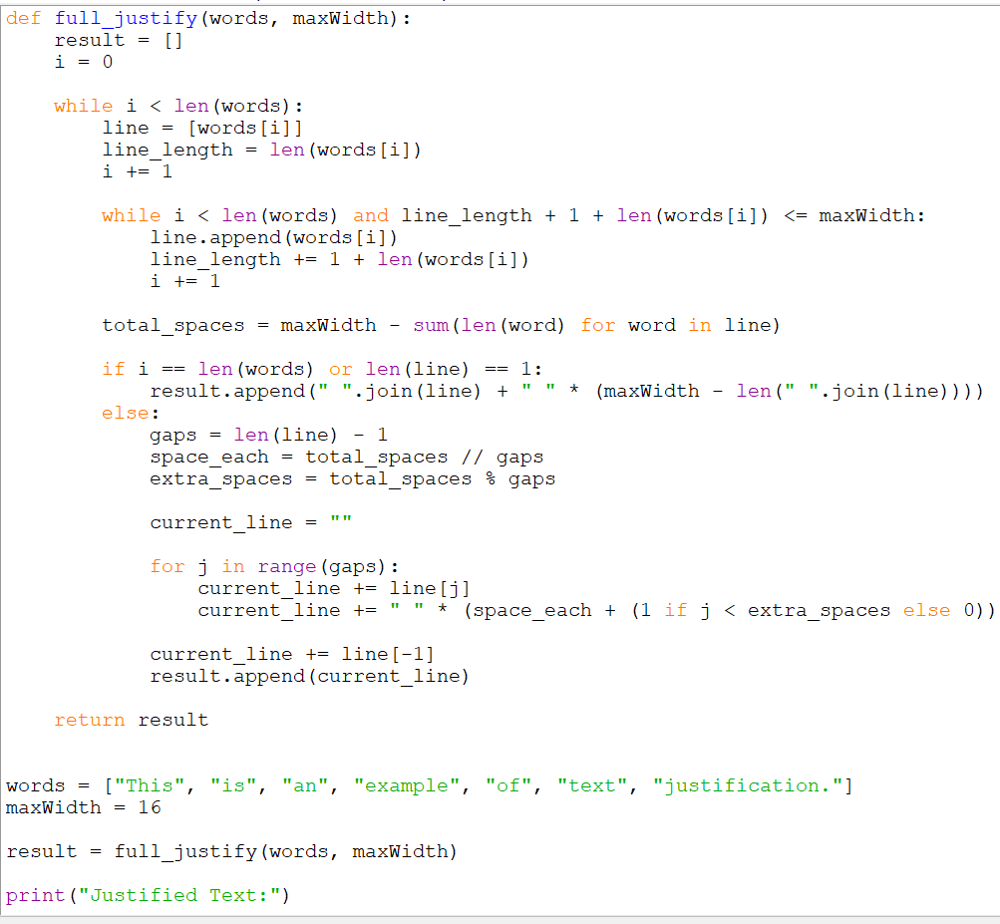 def full_justify(words, maxWidth):
    result = []
    i = 0

    while i < len(words):
        line = [words[i]]
        line_length = len(words[i])
        i += 1

        while i < len(words) and line_length + 1 + len(words[i]) <= maxWidth:
            line.append(words[i])
            line_length += 1 + len(words[i])
            i += 1

        total_spaces = maxWidth - sum(len(word) for word in line)

        if i == len(words) or len(line) == 1:
            result.append(" ".join(line) + " " * (maxWidth - len(" ".join(line))))
        else:
            gaps = len(line) - 1
            space_each = total_spaces // gaps
            extra_spaces = total_spaces % gaps

            current_line = ""

            for j in range(gaps):
                current_line += line[j]
                current_line += " " * (space_each + (1 if j < extra_spaces else 0))

            current_line += line[-1]
            result.append(current_line)

    return result


words = ["This", "is", "an", "example", "of", "text", "justification."]
maxWidth = 16

result = full_justify(words, maxWidth)

print("Justified Text:")